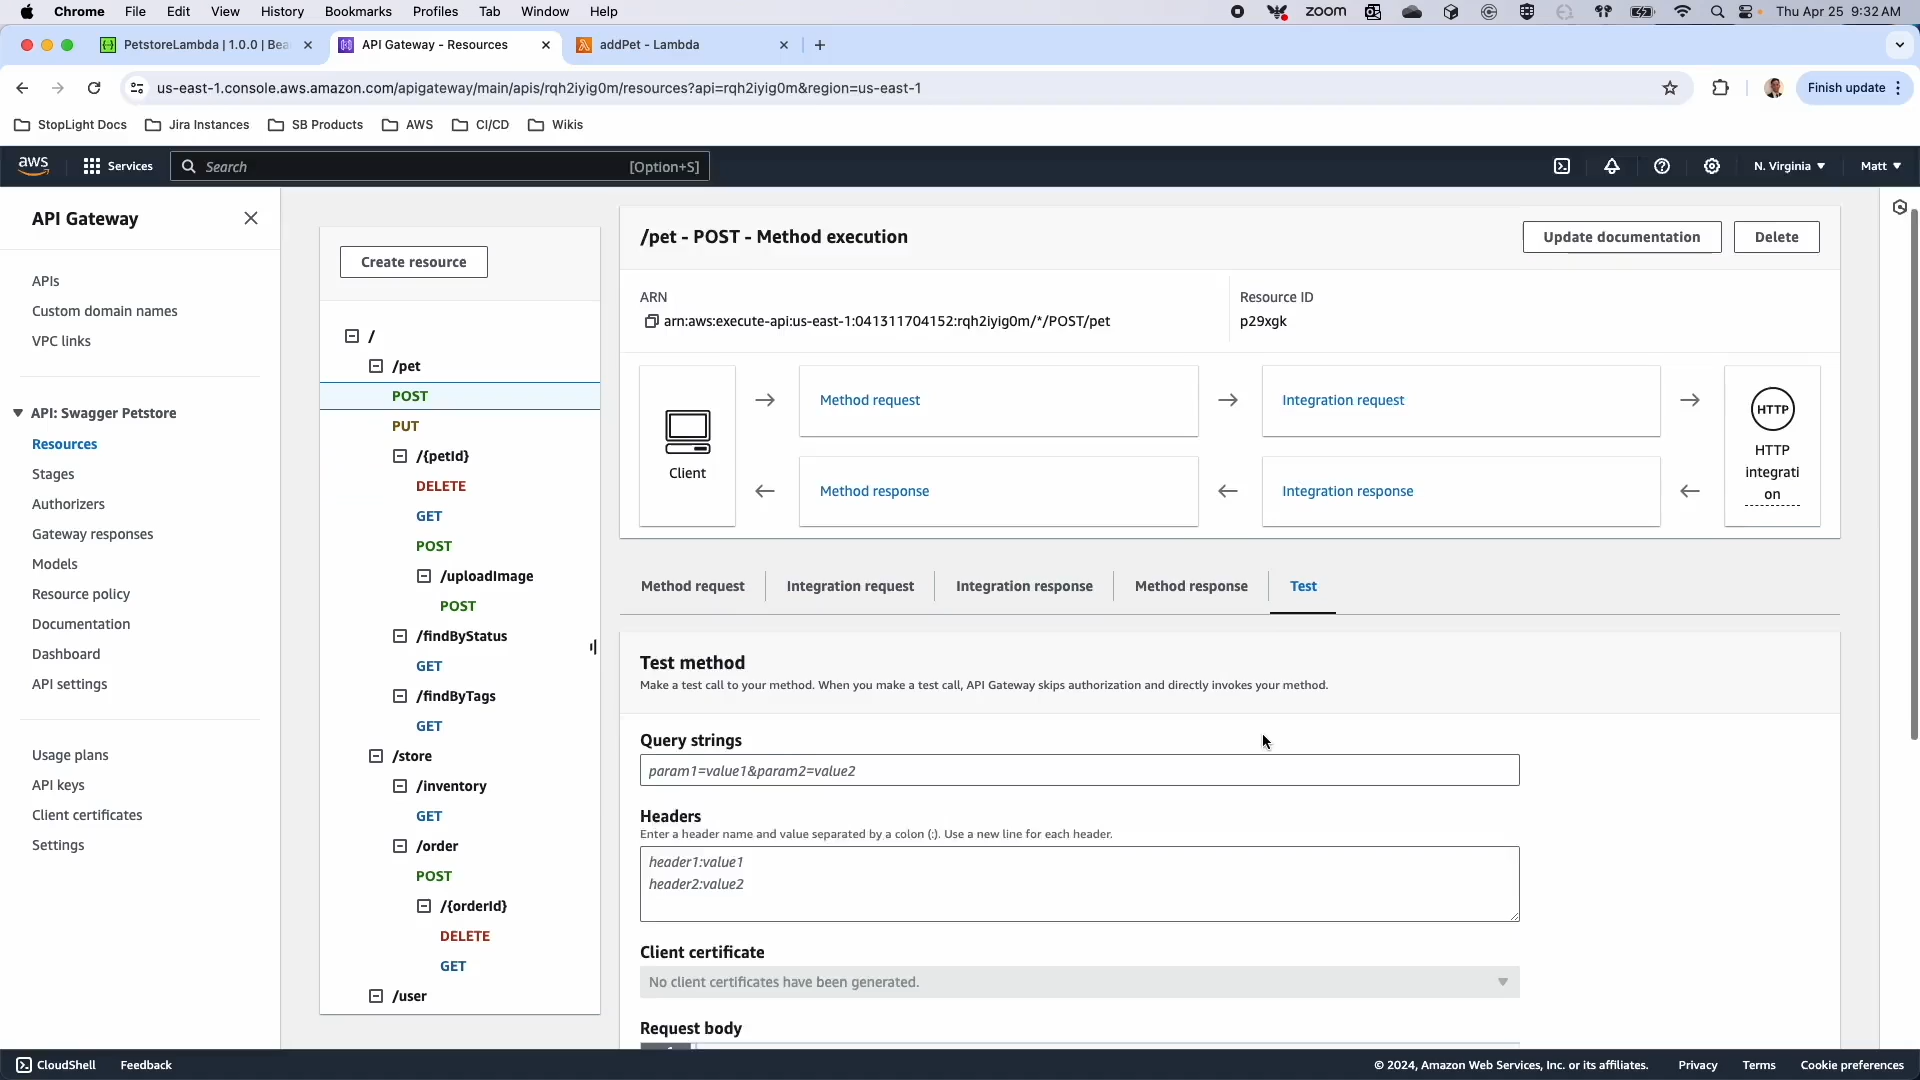 Chrome File Edit View History Bookmarks Profiles Tab Window Help zoom Thu Apr 25 9:32 AM
PetstoreLambda | 1.0.0 | Bea API Gateway - Resources addPet - Lambda
us-east-1.console.aws.amazon.com/apigateway/main/apis/rqh2iyig0m/resources?api=rqh2iyig0m&region=us-east-1 Finish update
StopLight Docs Jira Instances SB Products AWS CI/CD Wikis
aws Services Search [Option+S] N. Virginia Matt
API Gateway
APIs
Custom domain names
VPC links
API: Swagger Petstore
Resources
Stages
Authorizers
Gateway responses
Models
Resource policy
Documentation
Dashboard
API settings
Usage plans
API keys
Client certificates
Settings
Create resource
/
/pet
POST
PUT
/{petId}
DELETE
GET
POST
/uploadImage
POST
/findByStatus
GET
/findByTags
GET
/store
/inventory
GET
/order
POST
/{orderId}
DELETE
GET
/user
/pet - POST - Method execution Update documentation Delete
ARN Resource ID
arn:aws:execute-api:us-east-1:041311704152:rqh2iyig0m/*/POST/pet p29xgk
Client
Method request
Integration request
Method response
Integration response
HTTP
HTTP
integrati
on
Method request Integration request Integration response Method response Test
Test method
Make a test call to your method. When you make a test call, API Gateway skips authorization and directly invokes your method.
Query strings
param1=value1&param2=value2
Headers
Enter a header name and value separated by a colon (:). Use a new line for each header.
header1:value1
header2:value2
Client certificate
No client certificates have been generated.
Request body
CloudShell Feedback © 2024, Amazon Web Services, Inc. or its affiliates. Privacy Terms Cookie preferences